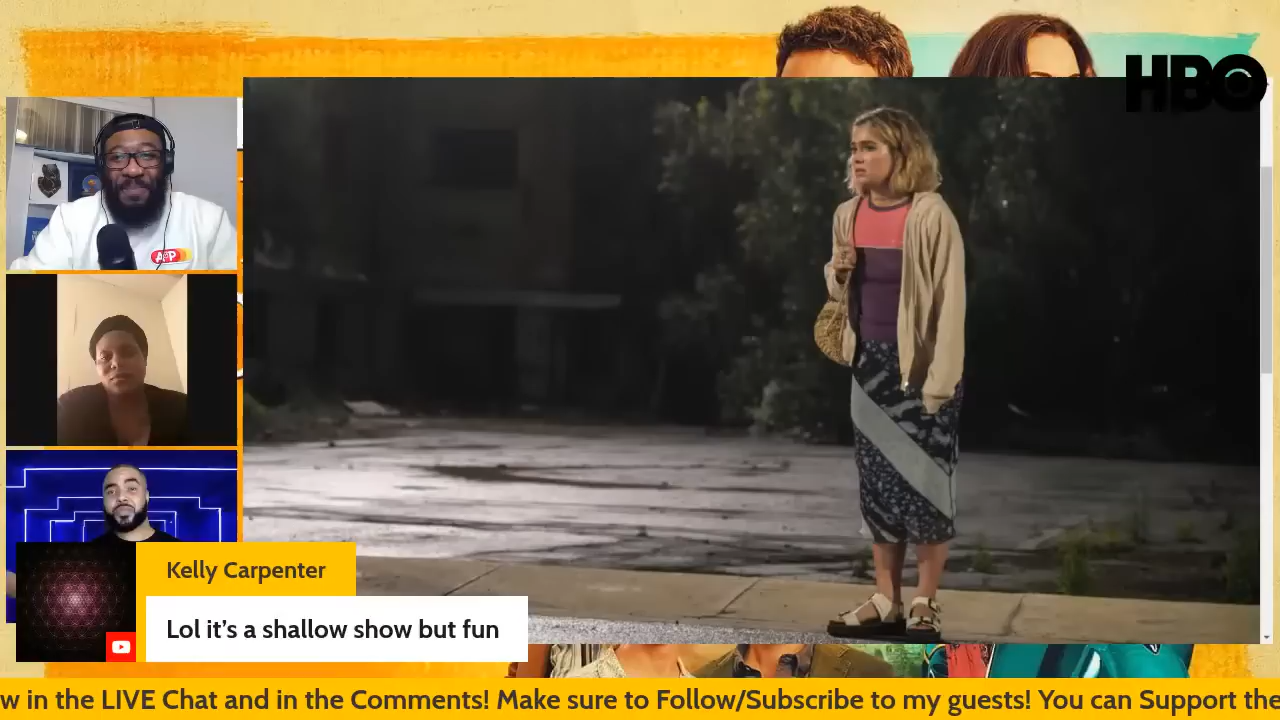 HBO
AFP
Kelly Carpenter
Lol it's a shallow show but fun
w in the LIVE Chat and in the Comments! Make sure to Follow/Subscribe to my guests! You can Support the